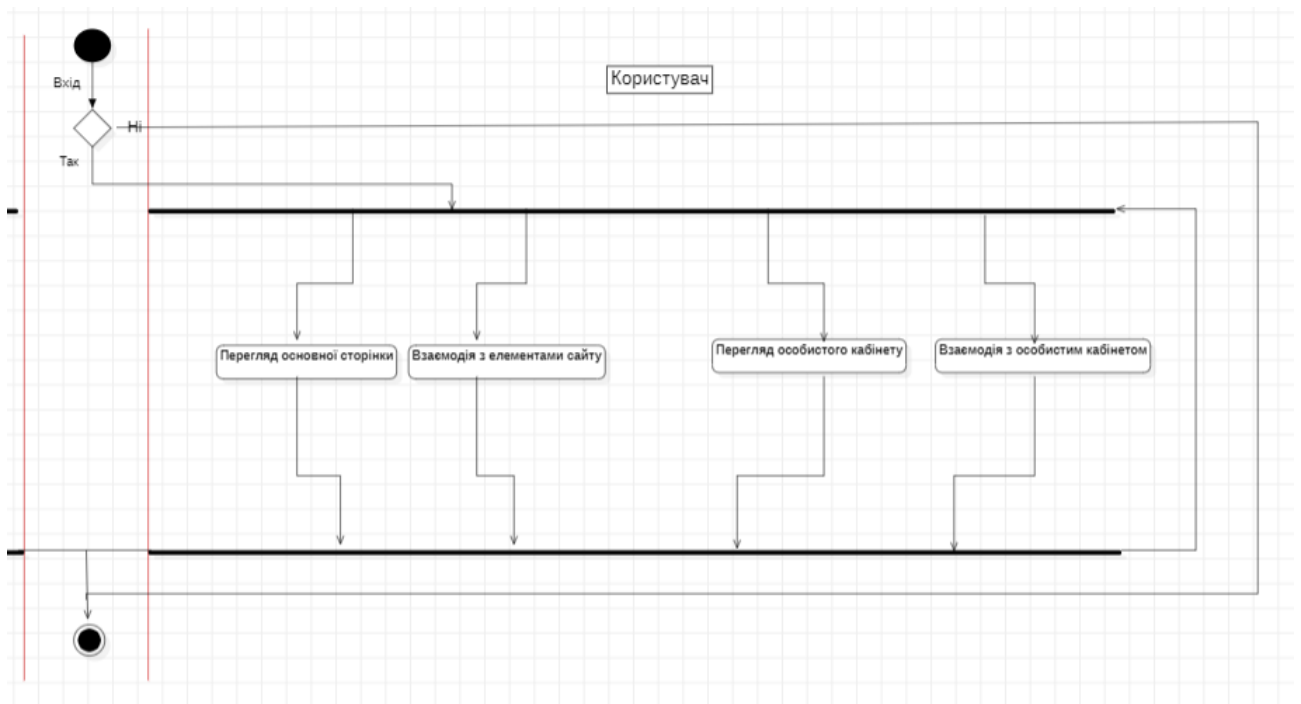 Вхід
Користувач
Ні
Так
Перегляд основної сторінки
Взаємодія з елементами сайту
Перегляд особистого кабінету
Взаємодія з особистим кабінетом